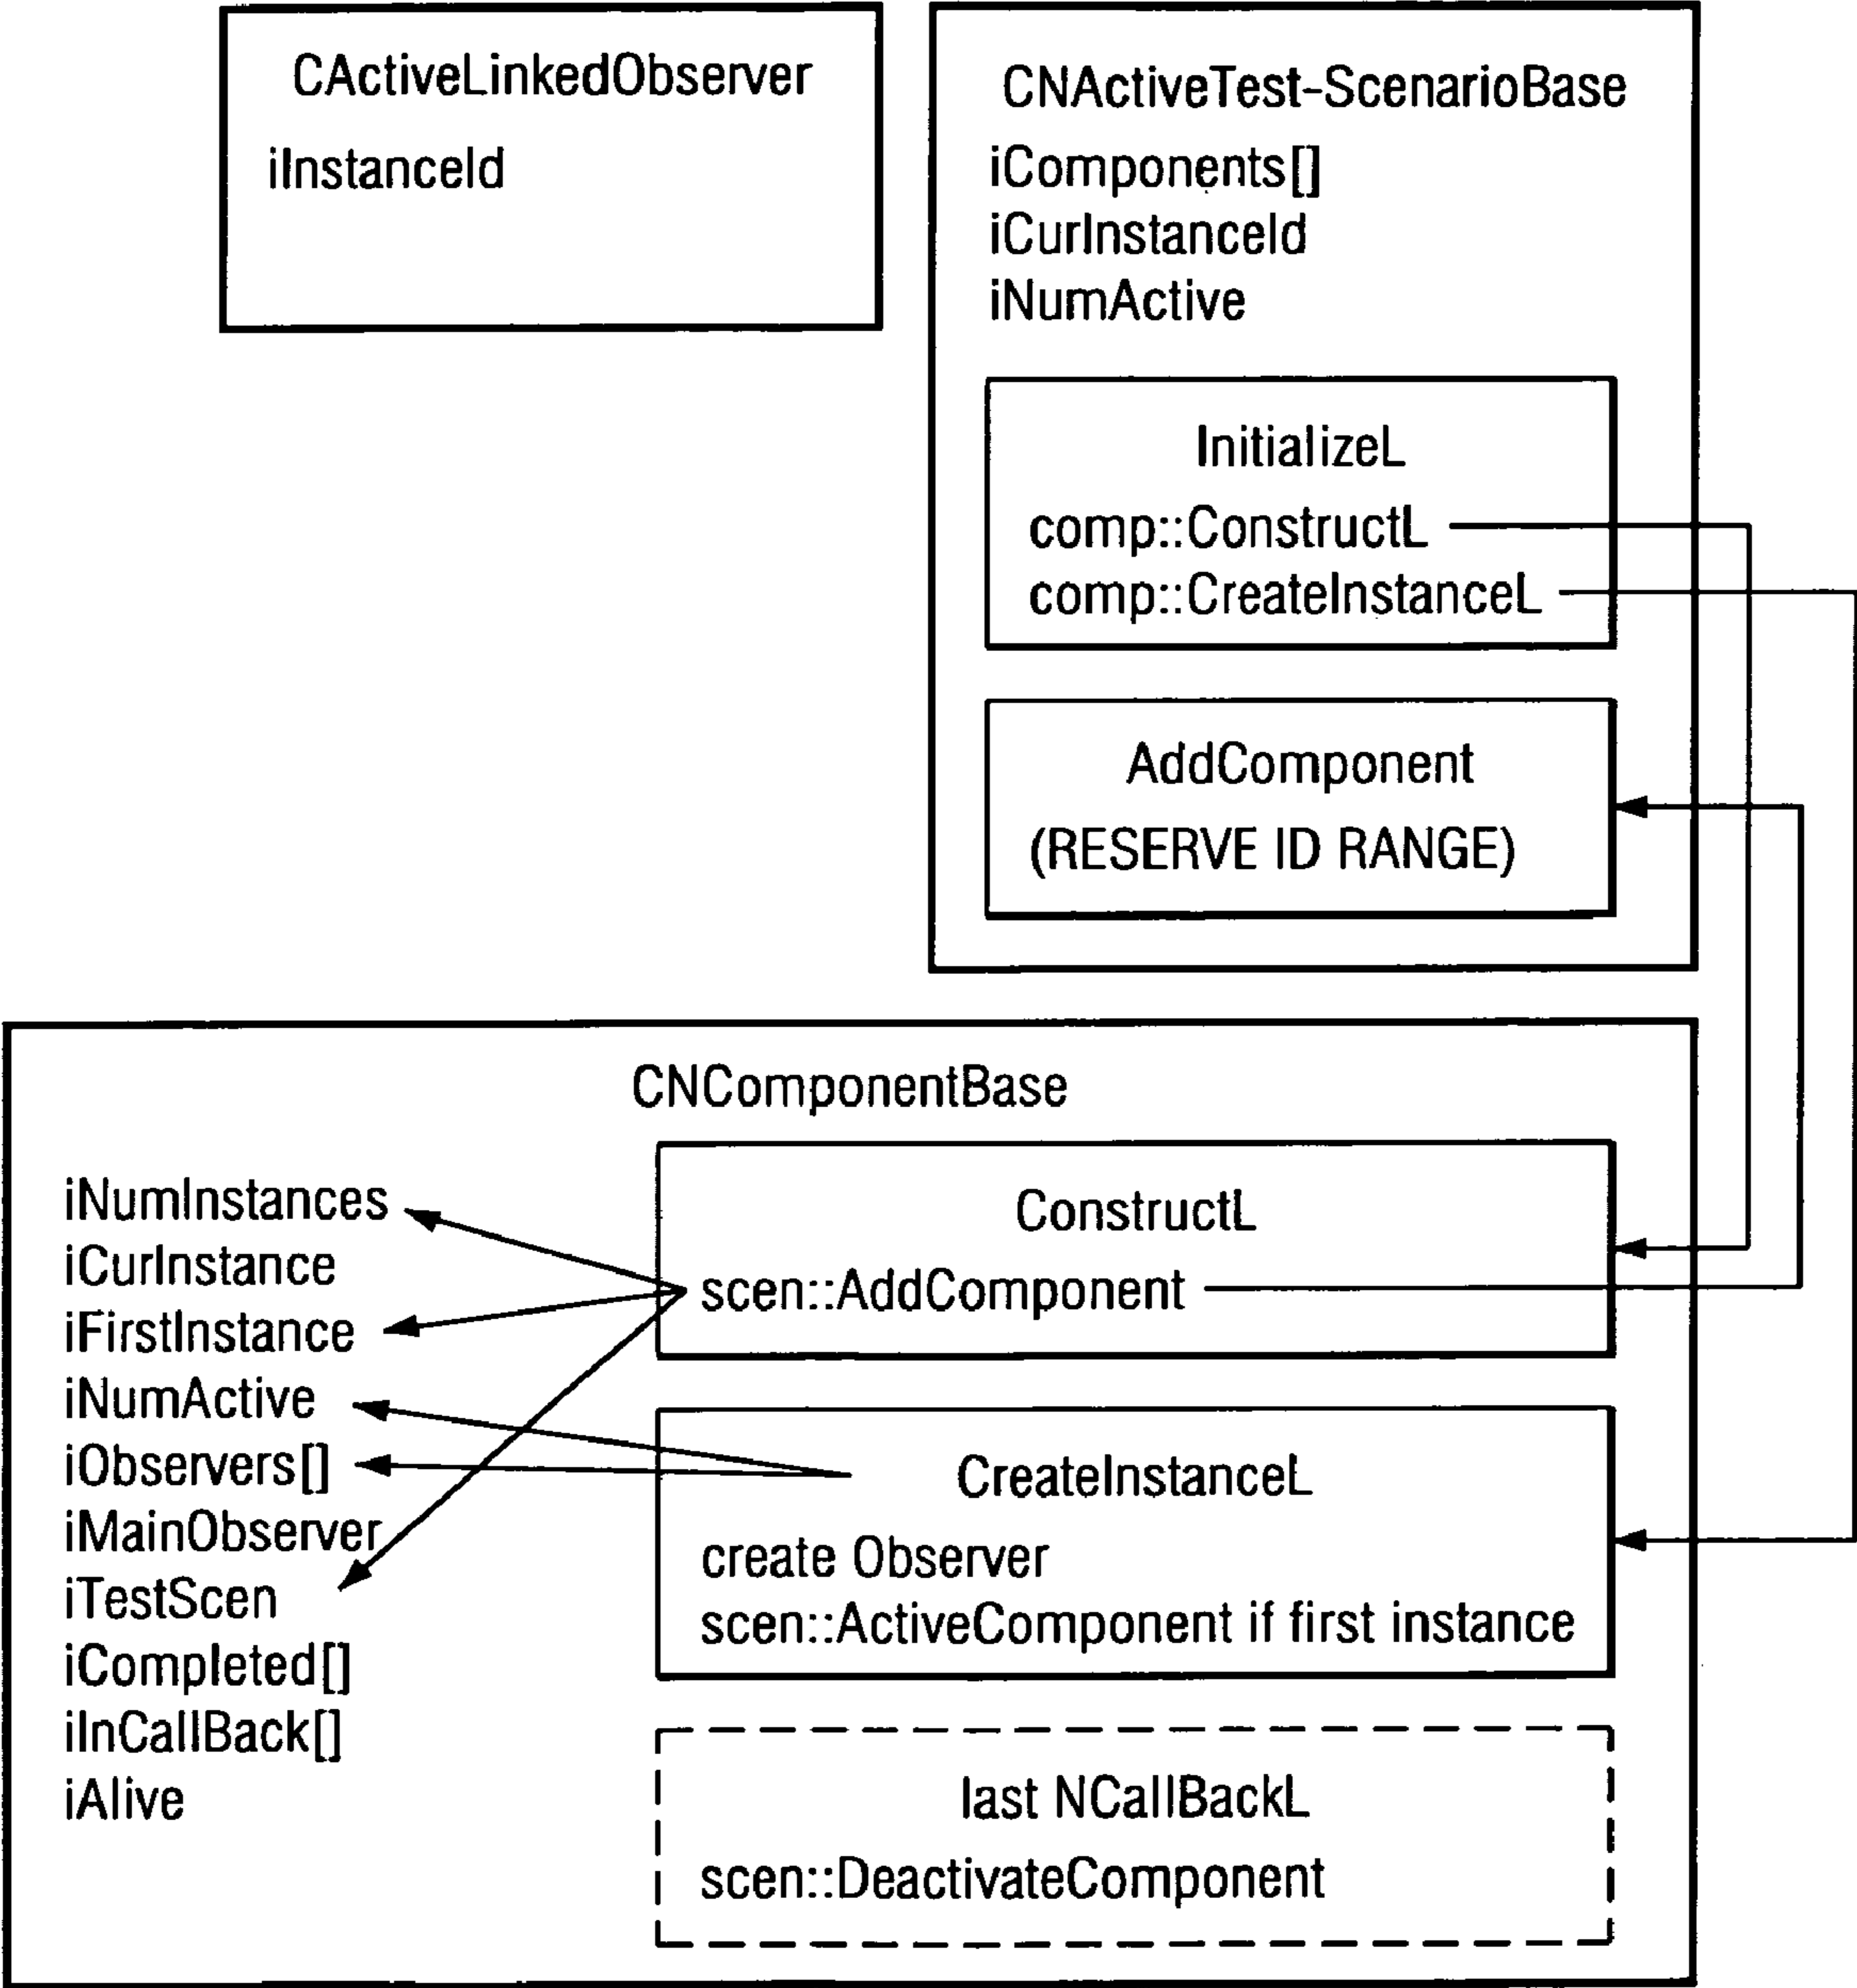 CActiveLinkedObserver
iInstanceId
CNActiveTest-ScenarioBase
iComponents[]
iCurInstanceId
iNumActive
InitializeL
comp::ConstructL
comp::CreateInstanceL
AddComponent
(RESERVE ID RANGE)
CNComponentBase
iNumInstances
iCurInstance
iFirstInstance
iNumActive
iObservers[]
iMainObserver
iTestScen
iCompleted[]
iInCallBack[]
iAlive
ConstructL
scen::AddComponent
CreateInstanceL
create Observer
scen::ActiveComponent if first instance
last NCallBackL
scen::DeactivateComponent